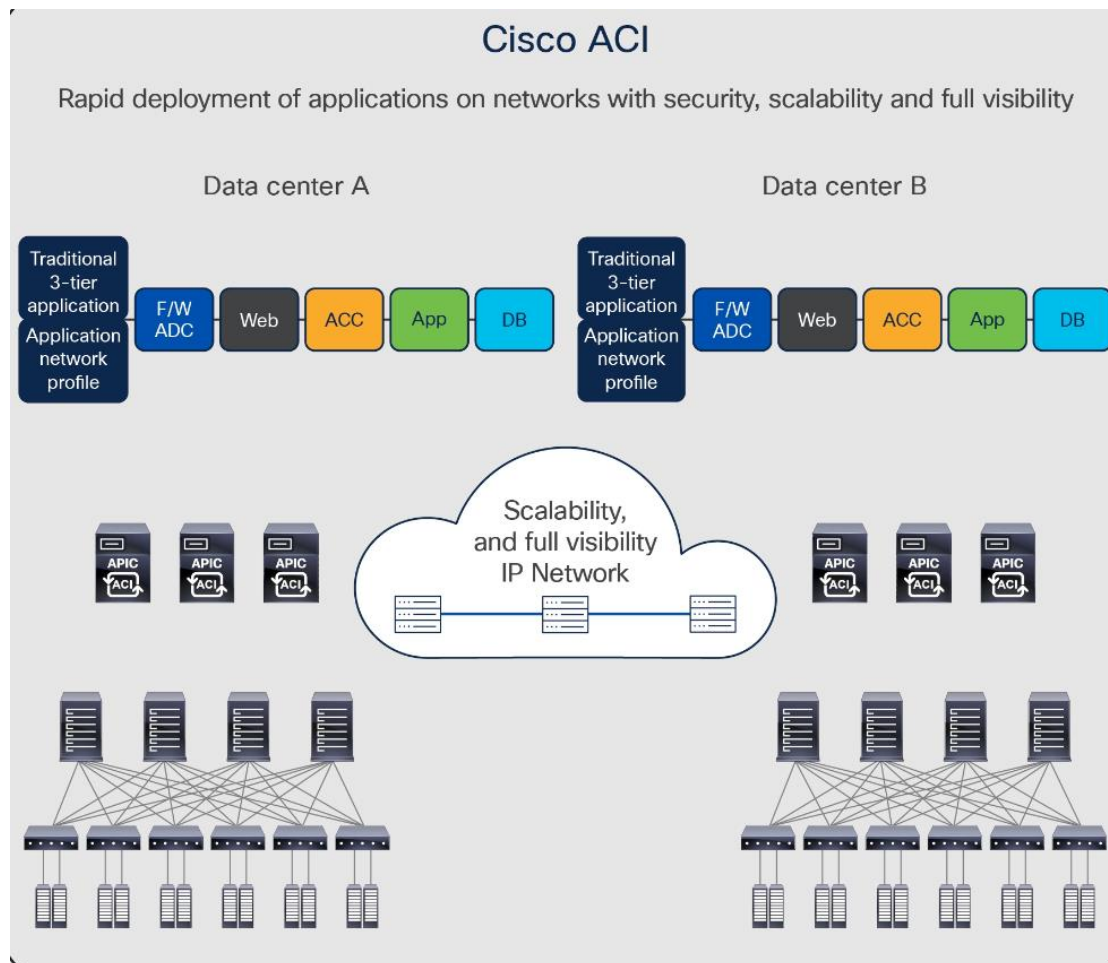 Cisco ACI
Rapid deployment of applications on networks with security, scalability and full visibility
Data center A
Traditional
3-tier
application
Application
network
profile
F/W
ADC
Web
ACC
App
DB
Data center B
Traditional
3-tier
application
Application
network
profile
F/W
ADC
Web
ACC
App
DB
APIC
ACI
APIC
ACI
APIC
ACI
Scalability,
and full visibility
IP Network
APIC
ACI
APIC
ACI
APIC
ACI